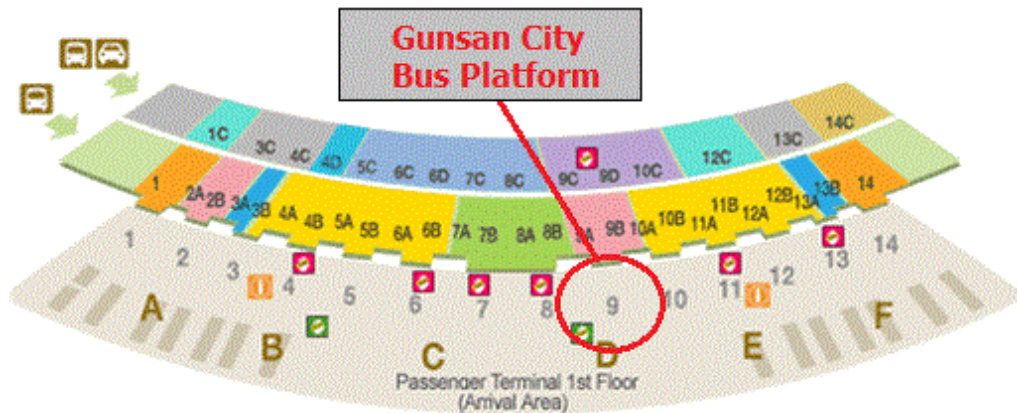 Gunsan City
Bus Platform
1C
3C
4C
4D
5C
6C
6D
7C
8C
9C
9D
10C
12C
13C
14C
1
2A
2B
3A
3B
4A
4B
5A
5B
6A
6B
7A
7B
8A
8B
9A
9B
10A
10B
11A
11B
12A
12B
13A
13B
14
1
2
3
4
5
6
7
8
9
10
11
12
13
14
A
B
C
D
E
F
Passenger Terminal 1st Floor
(Arrival Area)